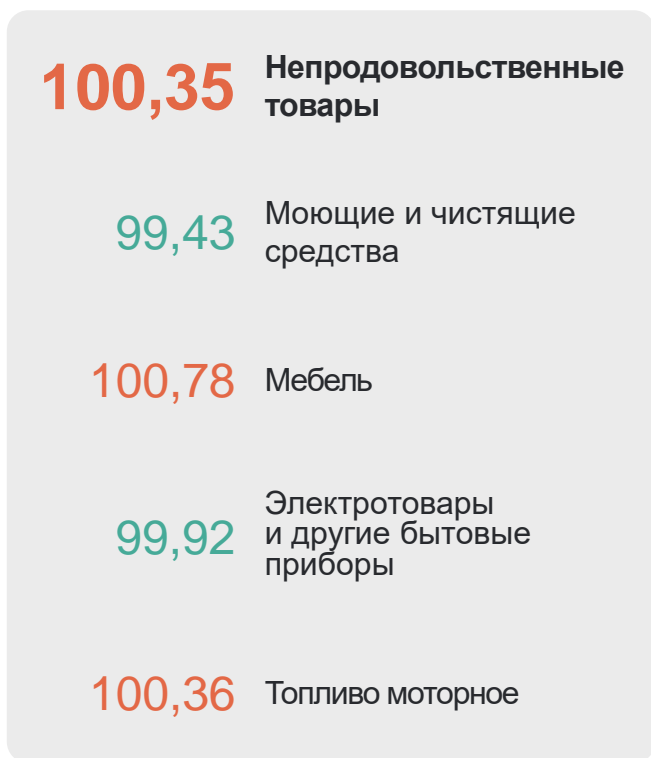 100,35 Непродовольственные
товары
99,43 Моющие и чистящие
средства
100,78 Мебель
Электротовары
99,92 и другие бытовые
приборы
100,36 Топливо моторное